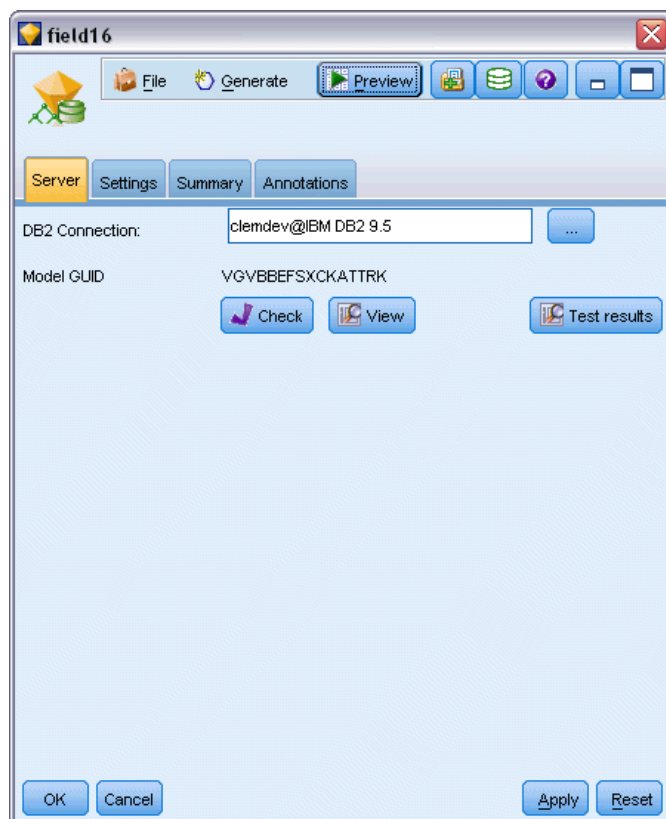 field16
File Generate Preview
Server Settings Summary Annotations
DB2 Connection: clemdev@IBM DB2 9.5 ...
Model GUID VGVBBEFSXCKATTRK
Check View Test results
OK Cancel Apply Reset